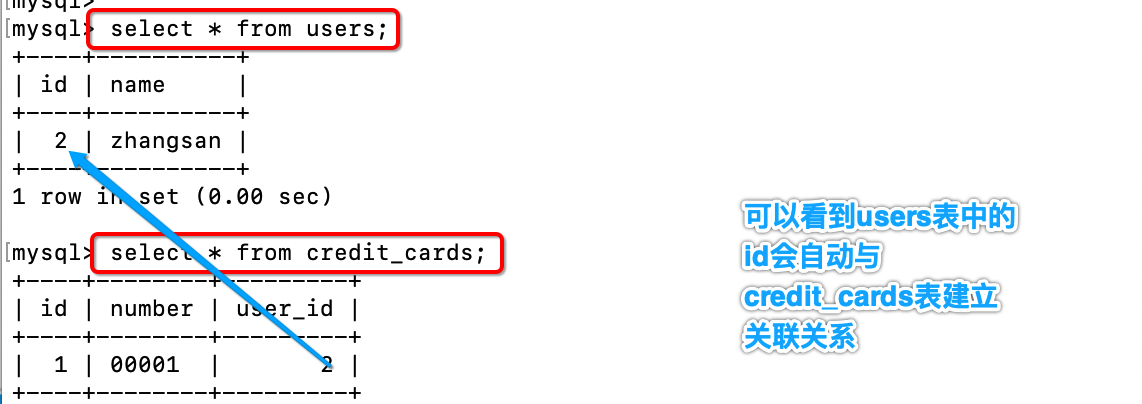 [mysql>
[mysql> select * from users;
+----+----------+
| id | name     |
+----+----------+
|  2 | zhangsan |
+----+----------+
1 row in set (0.00 sec)
[mysql> select * from credit_cards;
+----+--------+---------+
| id | number | user_id |
+----+--------+---------+
|  1 | 00001  |       2 |
+----+--------+---------+
可以看到users表中的
id会自动与
credit_cards表建立
关联关系